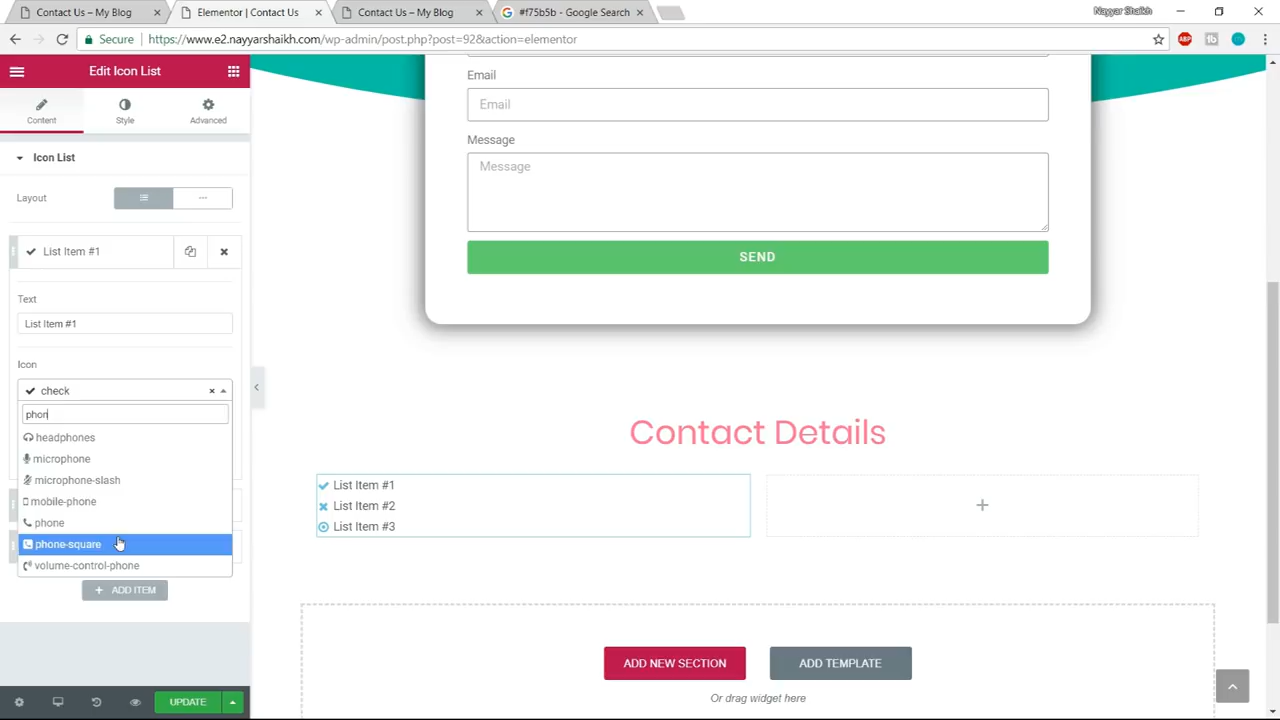 Contact Us – My Blog
Elementor | Contact Us
Contact Us – My Blog
#f75b5b - Google Search
Nayyar Shaikh
Secure
https://www.e2.nayyarshaikh.com/wp-admin/post.php?post=92&action=elementor
ABP
Edit Icon List
Content
Style
Advanced
Icon List
Layout
List Item #1
Text
List Item #1
Icon
check
phon
headphones
microphone
microphone-slash
mobile-phone
phone
phone-square
volume-control-phone
ADD ITEM
UPDATE
Email
Email
Message
Message
SEND
Contact Details
List Item #1
List Item #2
List Item #3
ADD NEW SECTION
ADD TEMPLATE
Or drag widget here